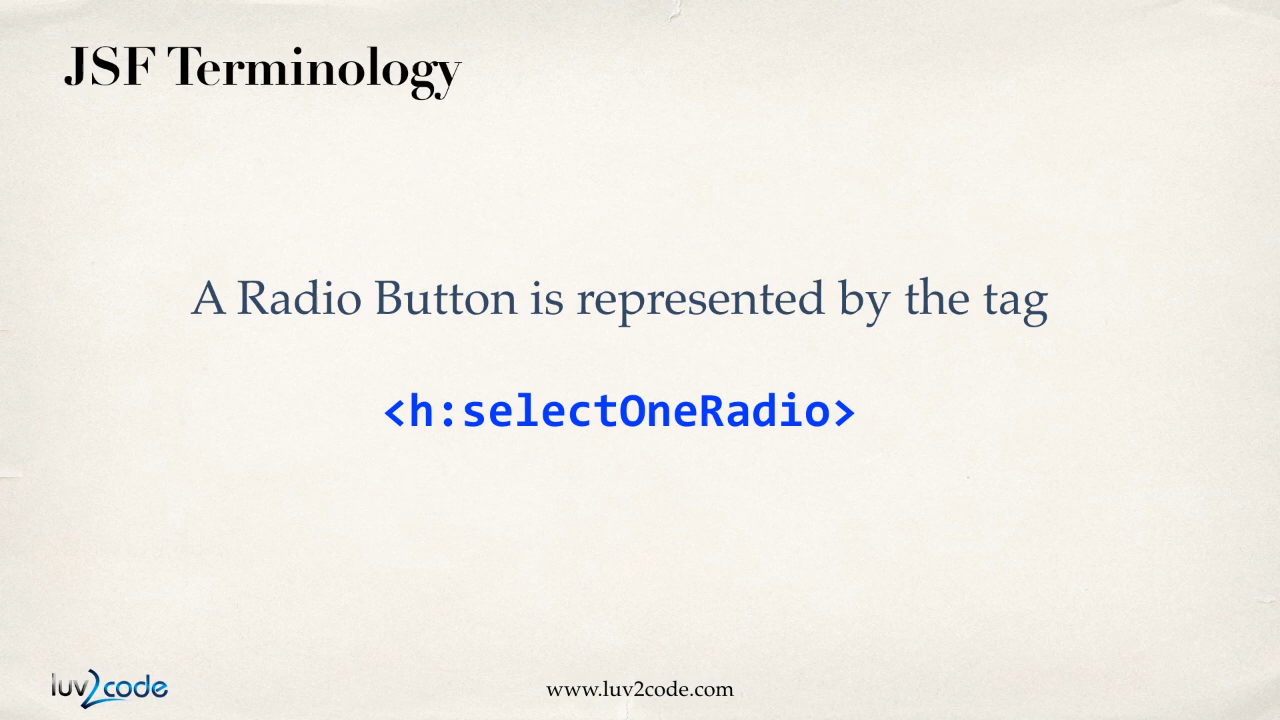 JSF Terminology
A Radio Button is represented by the tag
<h:selectOneRadio>
luv2code
www.luv2code.com